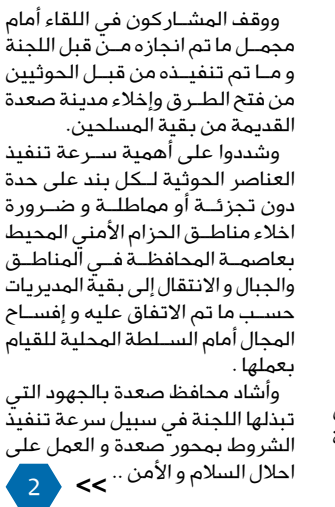 ووقف المشاركون في اللقاء أمام
مجمل ما تم انجازه من قبل اللجنة
و ما تم تنفيذه من قبل الحوثيين
من فتح الطرق وإخلاء مدينة صعدة
القديمة من بقية المسلحين.
وشددوا على أهمية سرعة تنفيذ
العناصر الحوثية لكل بند على حدة
دون تجزئة أو مماطلة و ضرورة
اخلاء مناطق الحزام الأمني المحيط
بعاصمة المحافظة في المناطق
والجبال و الانتقال إلى بقية المديريات
حسب ما تم الاتفاق عليه و إفساح
المجال أمام السلطة المحلية للقيام
بعملها .
وأشاد محافظ صعدة بالجهود التي
تبذلها اللجنة في سبيل سرعة تنفيذ
الشروط بمحور صعدة و العمل على
احلال السلام و الأمن .. >> 2